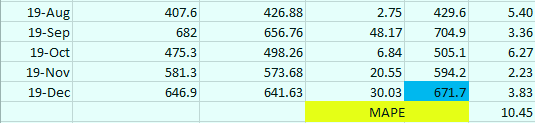 19-Aug 407.6 426.88 2.75 429.6 5.40
19-Sep 682 656.76 48.17 704.9 3.36
19-Oct 475.3 498.26 6.84 505.1 6.27
19-Nov 581.3 573.68 20.55 594.2 2.23
19-Dec 646.9 641.63 30.03 671.7 3.83
MAPE 10.45